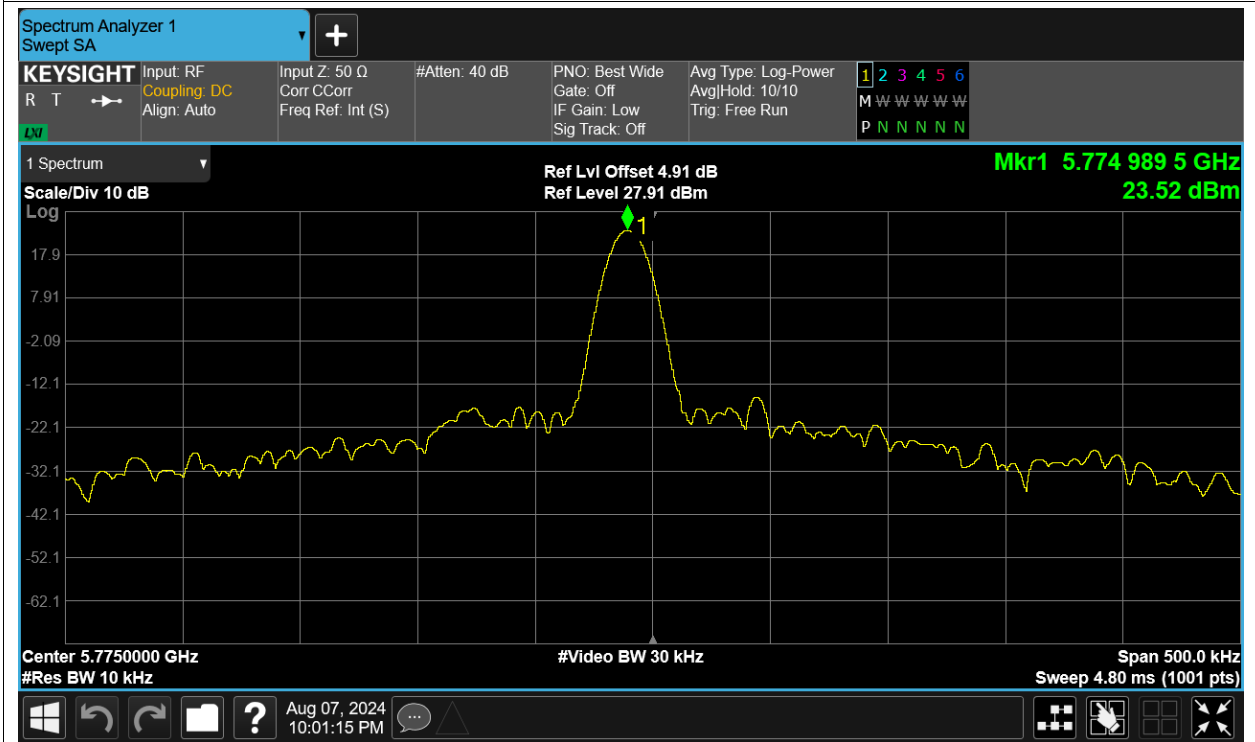 Spectrum Analyzer 1
Swept SA
+
KEYSIGHT
R T
LXI
Input: RF
Coupling: DC
Align: Auto
Input Z: 50 Ω
Corr CCorr
Freq Ref: Int (S)
#Atten: 40 dB
PNO: Best Wide
Gate: Off
IF Gain: Low
Sig Track: Off
Avg Type: Log-Power
Avg|Hold: 10/10
Trig: Free Run
1 2 3 4 5 6
M W W W W W
P N N N N N
1 Spectrum
Scale/Div 10 dB
Log
Ref Lvl Offset 4.91 dB
Ref Level 27.91 dBm
Mkr1 5.774 989 5 GHz
23.52 dBm
1
17.9
7.91
-2.09
-12.1
-22.1
-32.1
-42.1
-52.1
-62.1
Center 5.7750000 GHz
#Res BW 10 kHz
#Video BW 30 kHz
Span 500.0 kHz
Sweep 4.80 ms (1001 pts)
?
Aug 07, 2024
10:01:15 PM